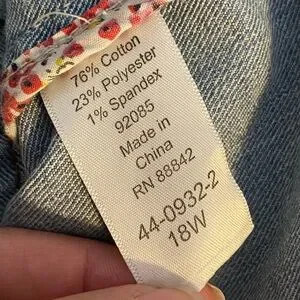 76% Cotton
23% Polyester
1% Spandex
92085
Made in
China
RN 88842
44-0932-2
18W